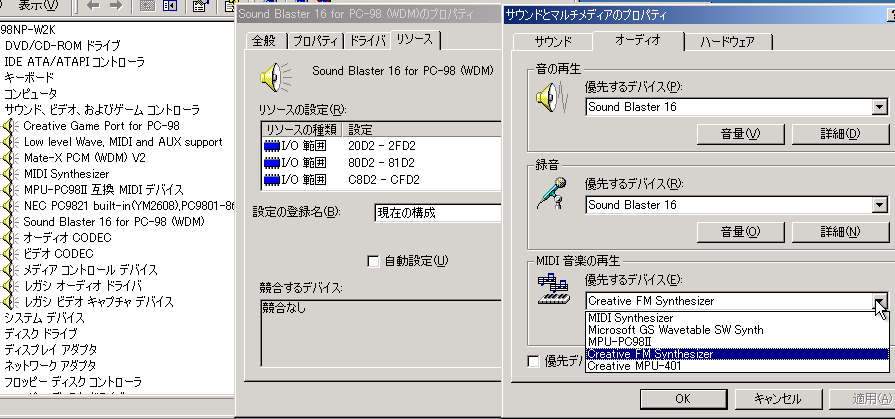 表示(V)
98NP-W2K
DVD/CD-ROM ドライブ
IDE ATA/ATAPI コントローラ
キーボード
コンピュータ
サウンド、ビデオ、およびゲーム コントローラ
Creative Game Port for PC-98
Low level Wave, MIDI and AUX support
Mate-X PCM (WDM) V2
MIDI Synthesizer
MPU-PC98II 互換 MIDI デバイス
NEC PC9821 built-in(YM2608),PC9801-86
Sound Blaster 16 for PC-98 (WDM)
オーディオ CODEC
ビデオ CODEC
メディア コントロール デバイス
レガシ オーディオ ドライバ
レガシ ビデオ キャプチャ デバイス
システム デバイス
ディスク ドライブ
ディスプレイ アダプタ
ネットワーク アダプタ
フロッピー ディスク コントローラ
Sound Blaster 16 for PC-98 (WDM)のプロパティ
全般 プロパティ ドライバ リソース
Sound Blaster 16 for PC-98 (WDM)
リソースの設定(R):
リソースの種類 設定
I/O 範囲 20D2 - 2FD2
I/O 範囲 80D2 - 81D2
I/O 範囲 C8D2 - CFD2
設定の登録名(B): 現在の構成
自動設定(U)
競合するデバイス:
競合なし
サウンドとマルチメディアのプロパティ
サウンド オーディオ ハードウェア
音の再生
優先するデバイス(P):
Sound Blaster 16
音量(V) 詳細(D)
録音
優先するデバイス(R):
Sound Blaster 16
音量(O) 詳細(N)
MIDI 音楽の再生
優先するデバイス(E):
Creative FM Synthesizer
MIDI Synthesizer
Microsoft GS Wavetable SW Synth
MPU-PC98II
Creative FM Synthesizer
Creative MPU-401
優先デバ
OK キャンセル 適用(A)